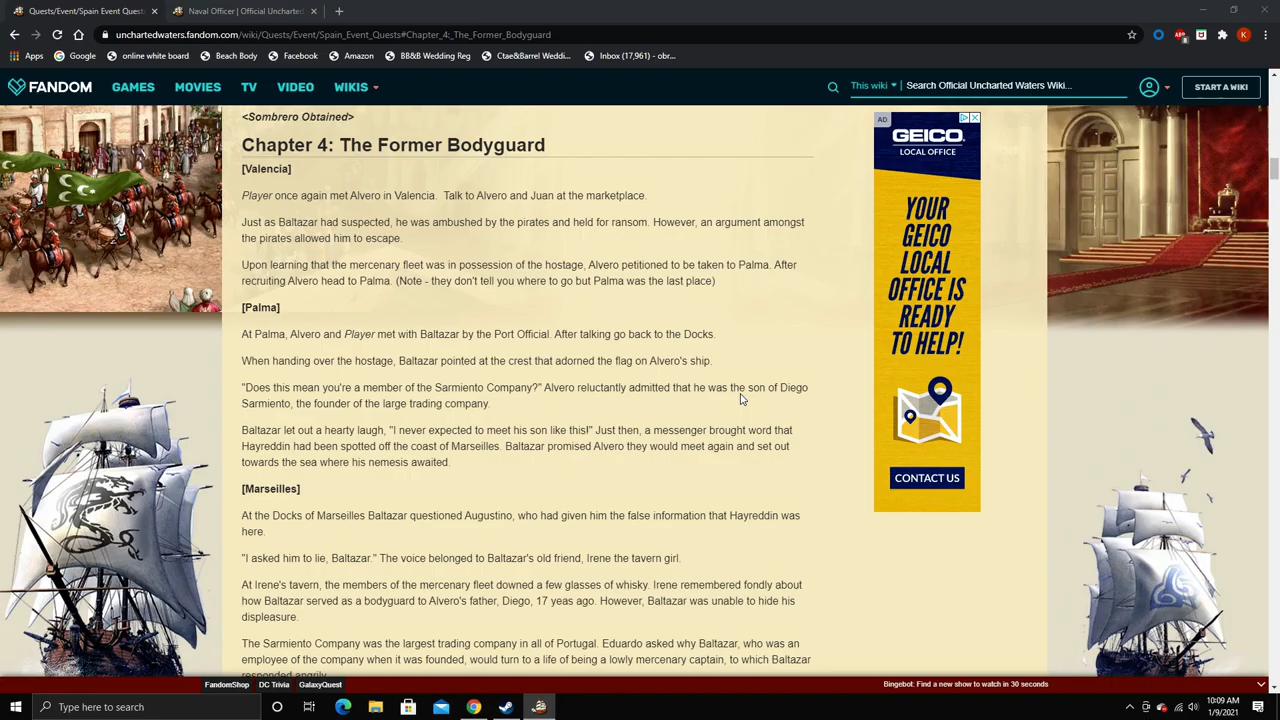 Quests/Event/Spain_Event Quests
Naval Officer | Uncharted Waters
unchartedwaters.fandom.com/wiki/Quests/Event/Spain_Event_Quests#Chapter_4:_The_Former_Bodyguard
Apps Google online white board Beach Body Facebook Amazon BB&B Wedding Reg Ctae&Barrel Weddi... Inbox (17,961) - obr...
FANDOM GAMES MOVIES TV VIDEO WIKIS This wiki Search Official Uncharted Waters Wiki... START A WIKI
<Sombrero Obtained>
Chapter 4: The Former Bodyguard
[Valencia]
Player once again met Alvero in Valencia. Talk to Alvero and Juan at the marketplace.
Just as Baltazar had suspected, he was ambushed by the pirates and held for ransom. However, an argument amongst
the pirates allowed him to escape.
Upon learning that the mercenary fleet was in possession of the hostage, Alvero petitioned to be taken to Palma. After
recruiting Alvero head to Palma. (Note - they don't tell you where to go but Palma was the last place)
[Palma]
At Palma, Alvero and Player met with Baltazar by the Port Official. After talking go back to the Docks.
When handing over the hostage, Baltazar pointed at the crest that adorned the flag on Alvero's ship.
"Does this mean you're a member of the Sarmiento Company?" Alvero reluctantly admitted that he was the son of Diego
Sarmiento, the founder of the large trading company.
Baltazar let out a hearty laugh, "I never expected to meet his son like this!" Just then, a messenger brought word that
Hayreddin had been spotted off the coast of Marseilles. Baltazar promised Alvero they would meet again and set out
towards the sea where his nemesis awaited.
[Marseilles]
At the Docks of Marseilles Baltazar questioned Augustino, who had given him the false information that Hayreddin was
here.
"I asked him to lie, Baltazar." The voice belonged to Baltazar's old friend, Irene the tavern girl.
At Irene's tavern, the members of the mercenary fleet downed a few glasses of whisky. Irene remembered fondly about
how Baltazar served as a bodyguard to Alvero's father, Diego, 17 yeas ago. However, Baltazar was unable to hide his
displeasure.
The Sarmiento Company was the largest trading company in all of Portugal. Eduardo asked why Baltazar, who was an
employee of the company when it was founded, would turn to a life of being a lowly mercenary captain, to which Baltazar
responded angrily
AD
GEICO
LOCAL OFFICE
YOUR
GEICO
LOCAL
OFFICE IS
READY
TO HELP!
CONTACT US
FandomShop DC Trivia GalaxyQuest
Bingebot: Find a new show to watch in 30 seconds
Type here to search
10:09 AM
1/9/2021